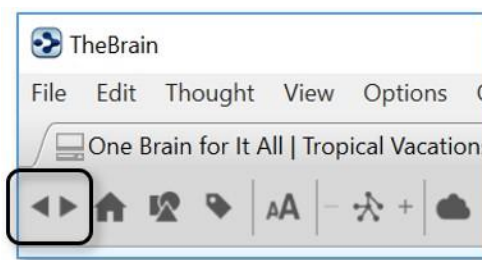 TheBrain
File Edit Thought View Options
One Brain for It All | Tropical Vacation
AA